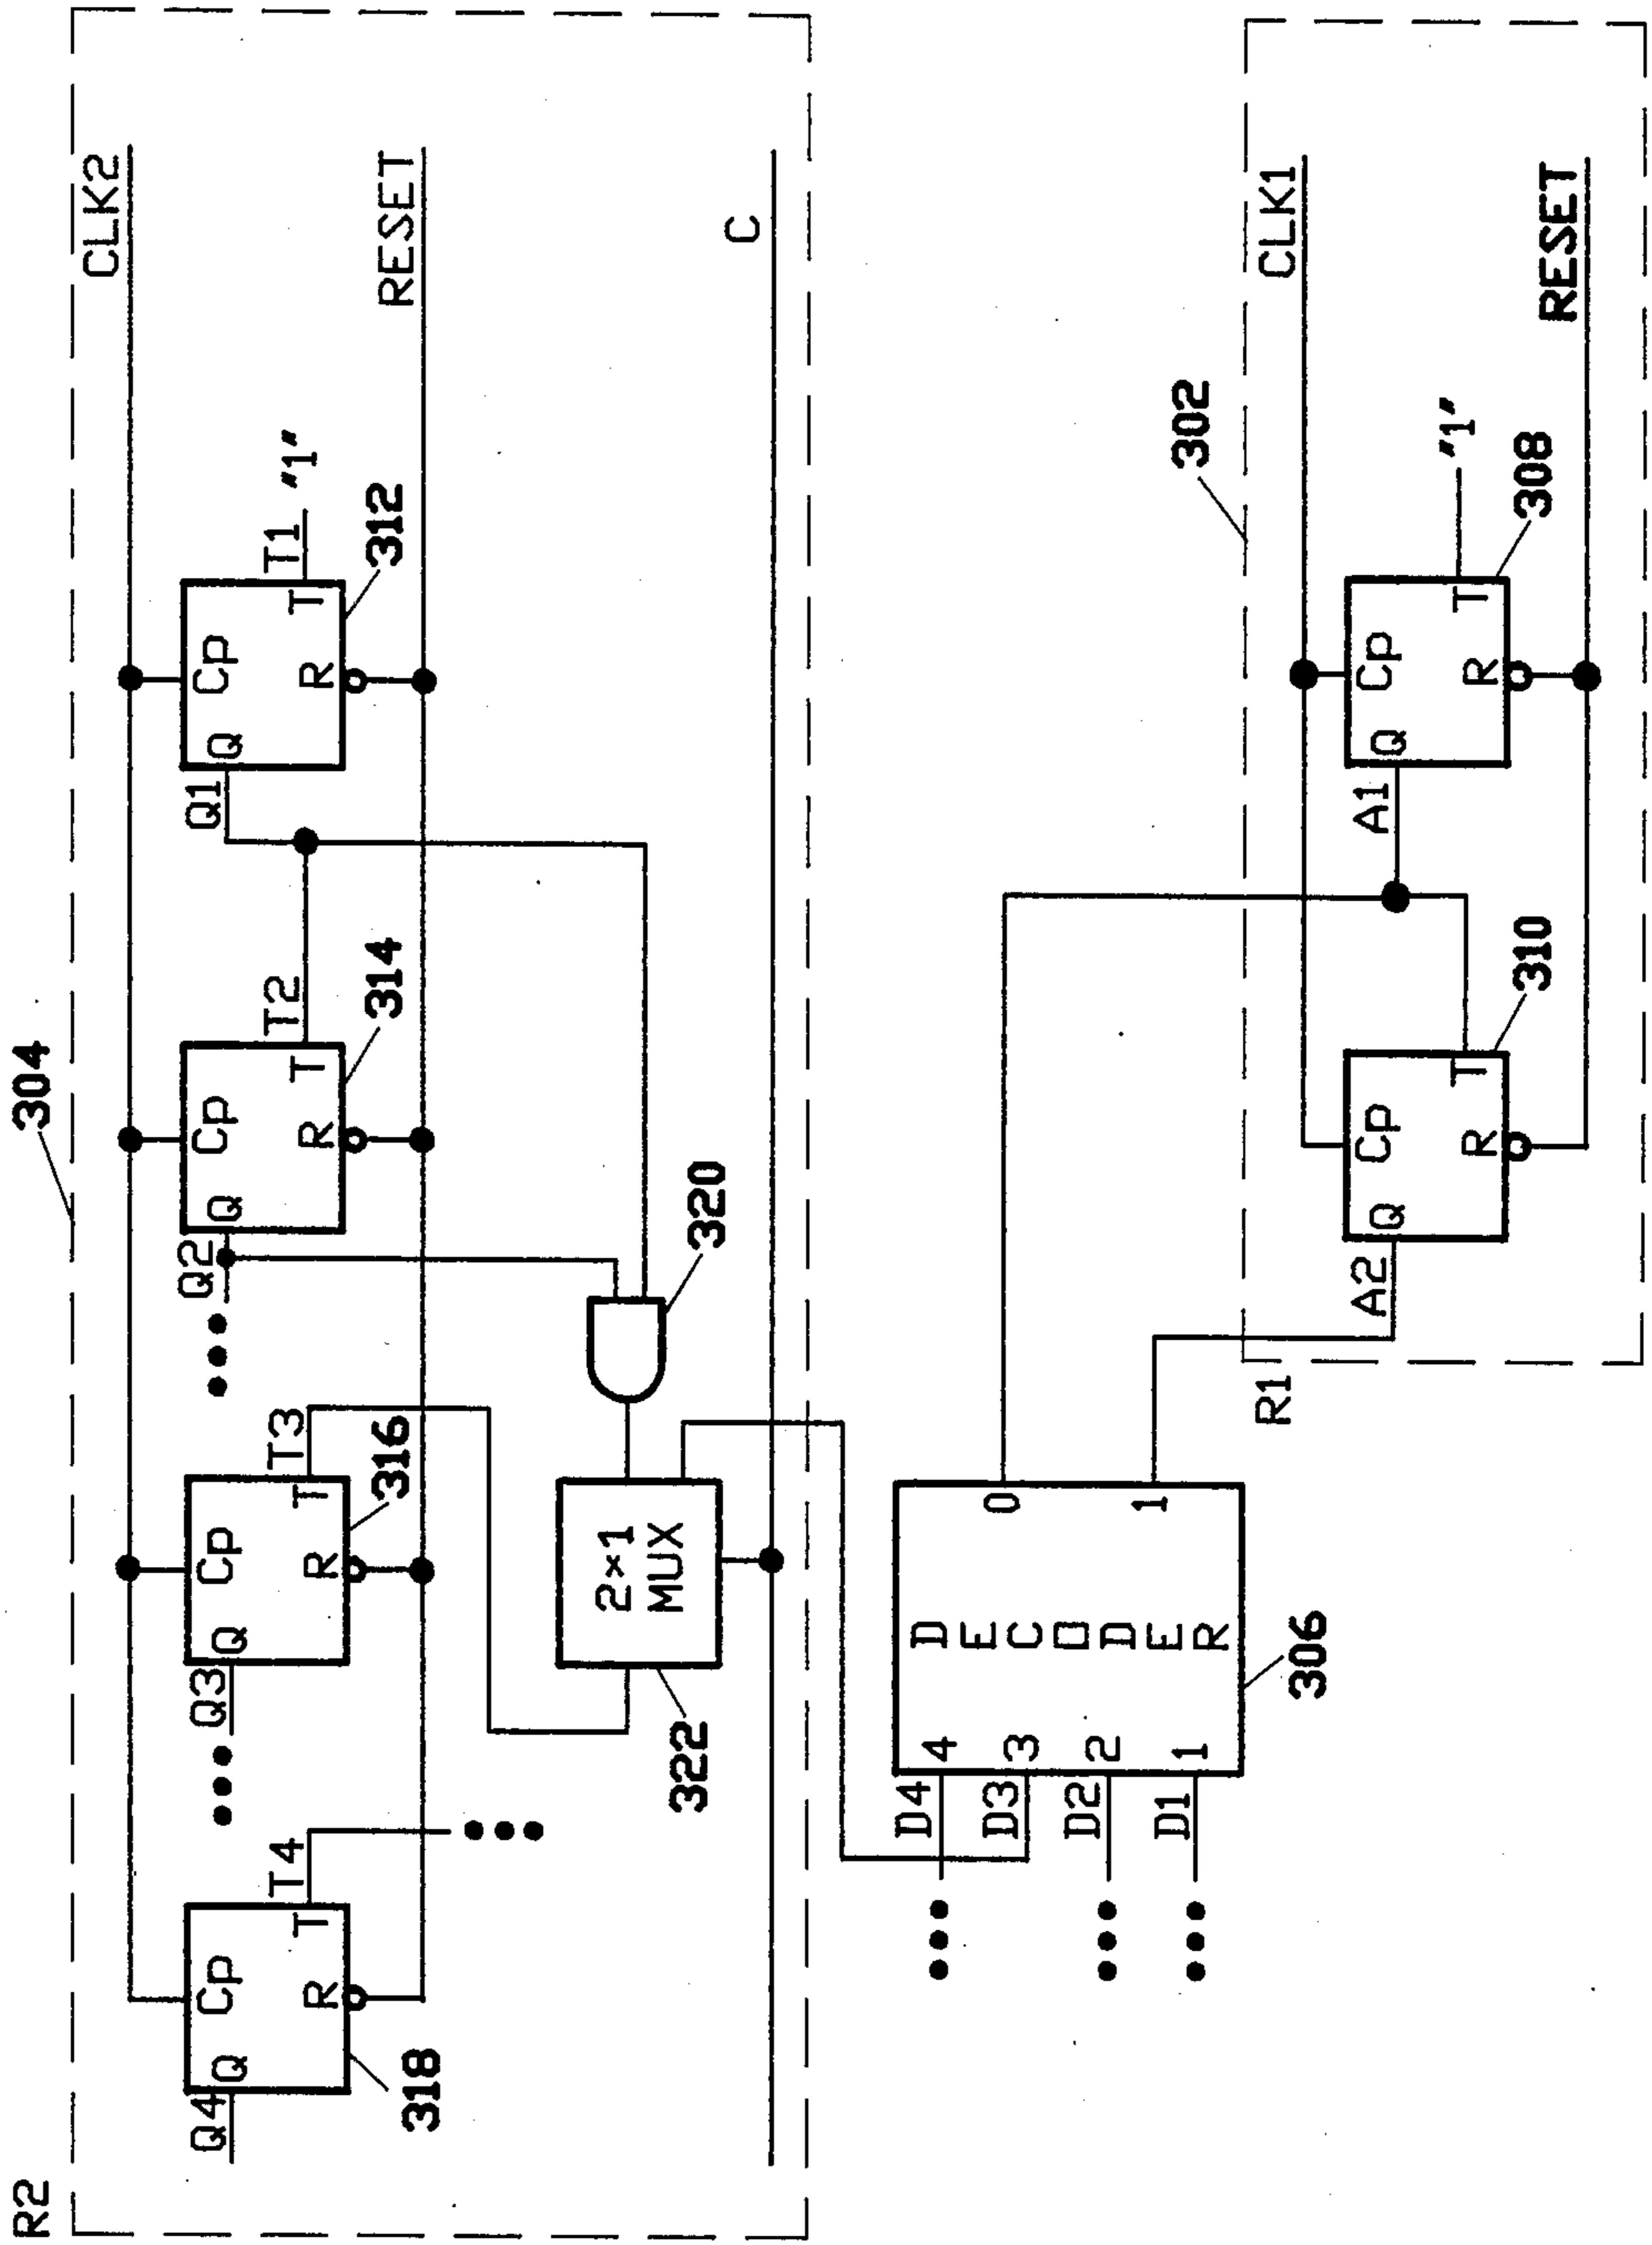 R2
304
CLK2
RESET
C
Q4
Q
Cp
T
R
T4
318
Q3
Q
Cp
T
R
T3
316
Q2
Q
Cp
T
R
T2
314
Q1
Q
Cp
T
R
T1
"1"
312
320
2×1
MUX
322
DECODER
0
1
4
3
2
1
D4
D3
D2
D1
306
R1
302
CLK1
RESET
A2
Q
Cp
T
R
310
A1
Q
Cp
T
R
"1"
308